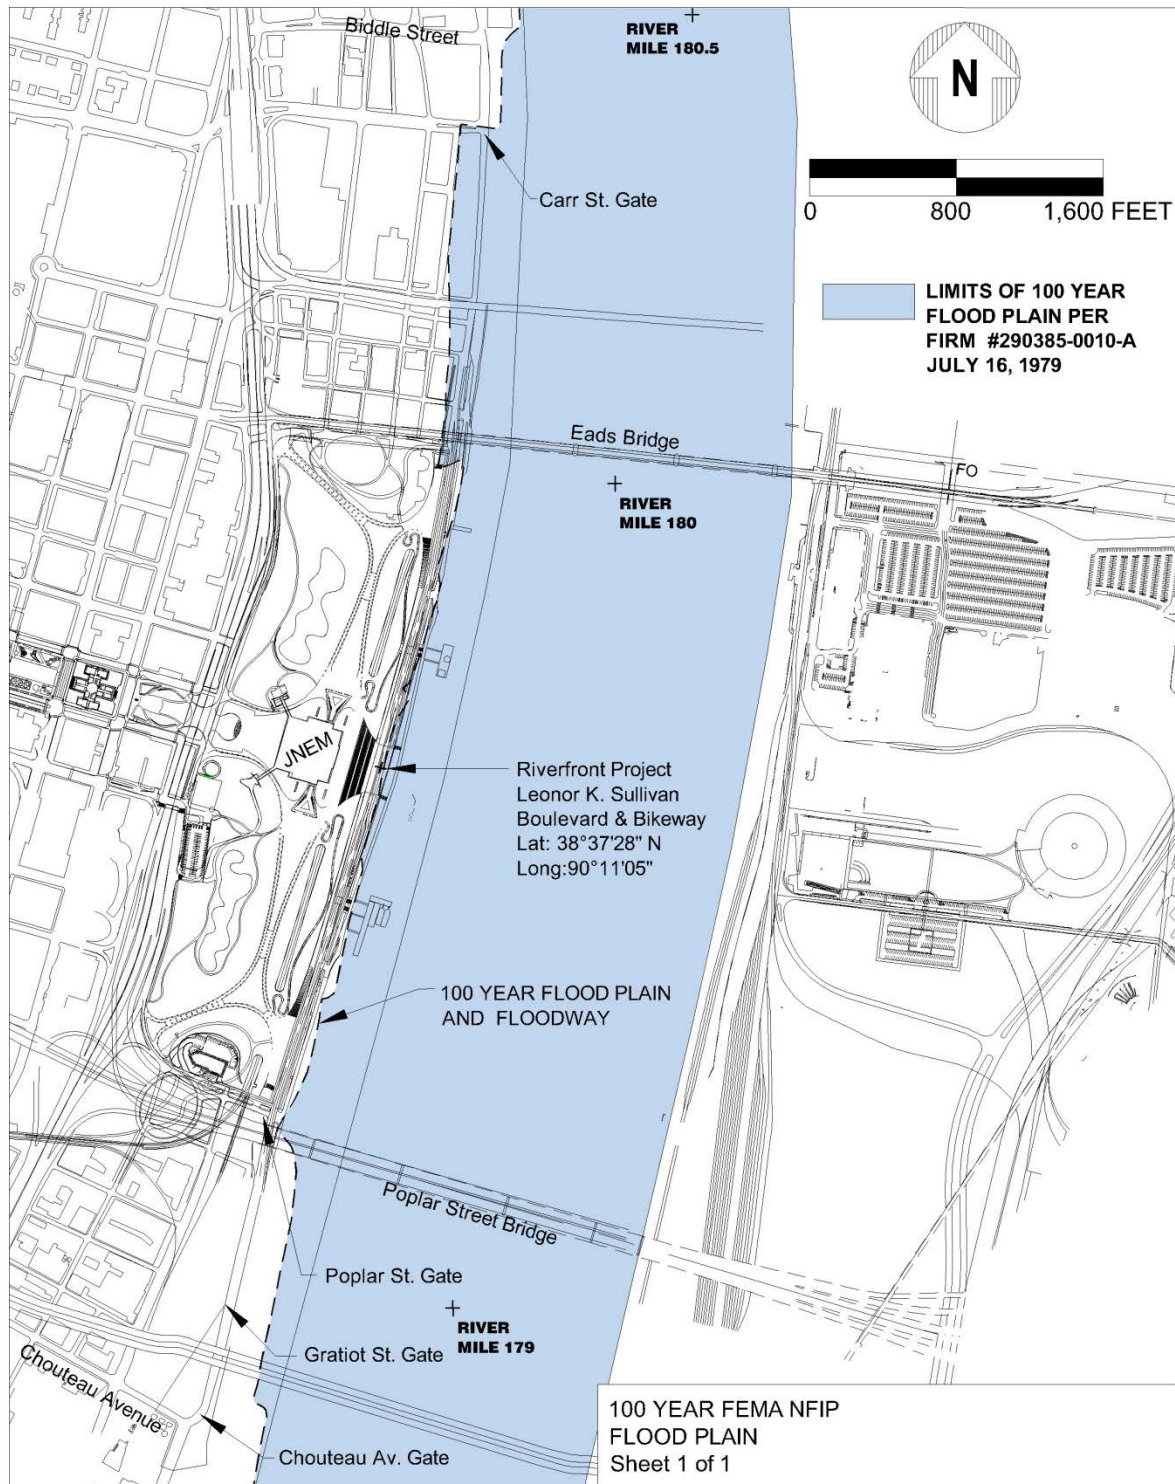 Biddle Street
RIVER
MILE 180.5
N
Carr St. Gate
0 800 1,600 FEET
LIMITS OF 100 YEAR
FLOOD PLAIN PER
FIRM #290385-0010-A
JULY 16, 1979
Eads Bridge
FO
RIVER
MILE 180
JNEM
Riverfront Project
Leonor K. Sullivan
Boulevard & Bikeway
Lat: 38°37'28" N
Long:90°11'05"
100 YEAR FLOOD PLAIN
AND FLOODWAY
Poplar Street Bridge
Poplar St. Gate
RIVER
MILE 179
Gratiot St. Gate
Chouteau Avenue
Chouteau Av. Gate
100 YEAR FEMA NFIP
FLOOD PLAIN
Sheet 1 of 1